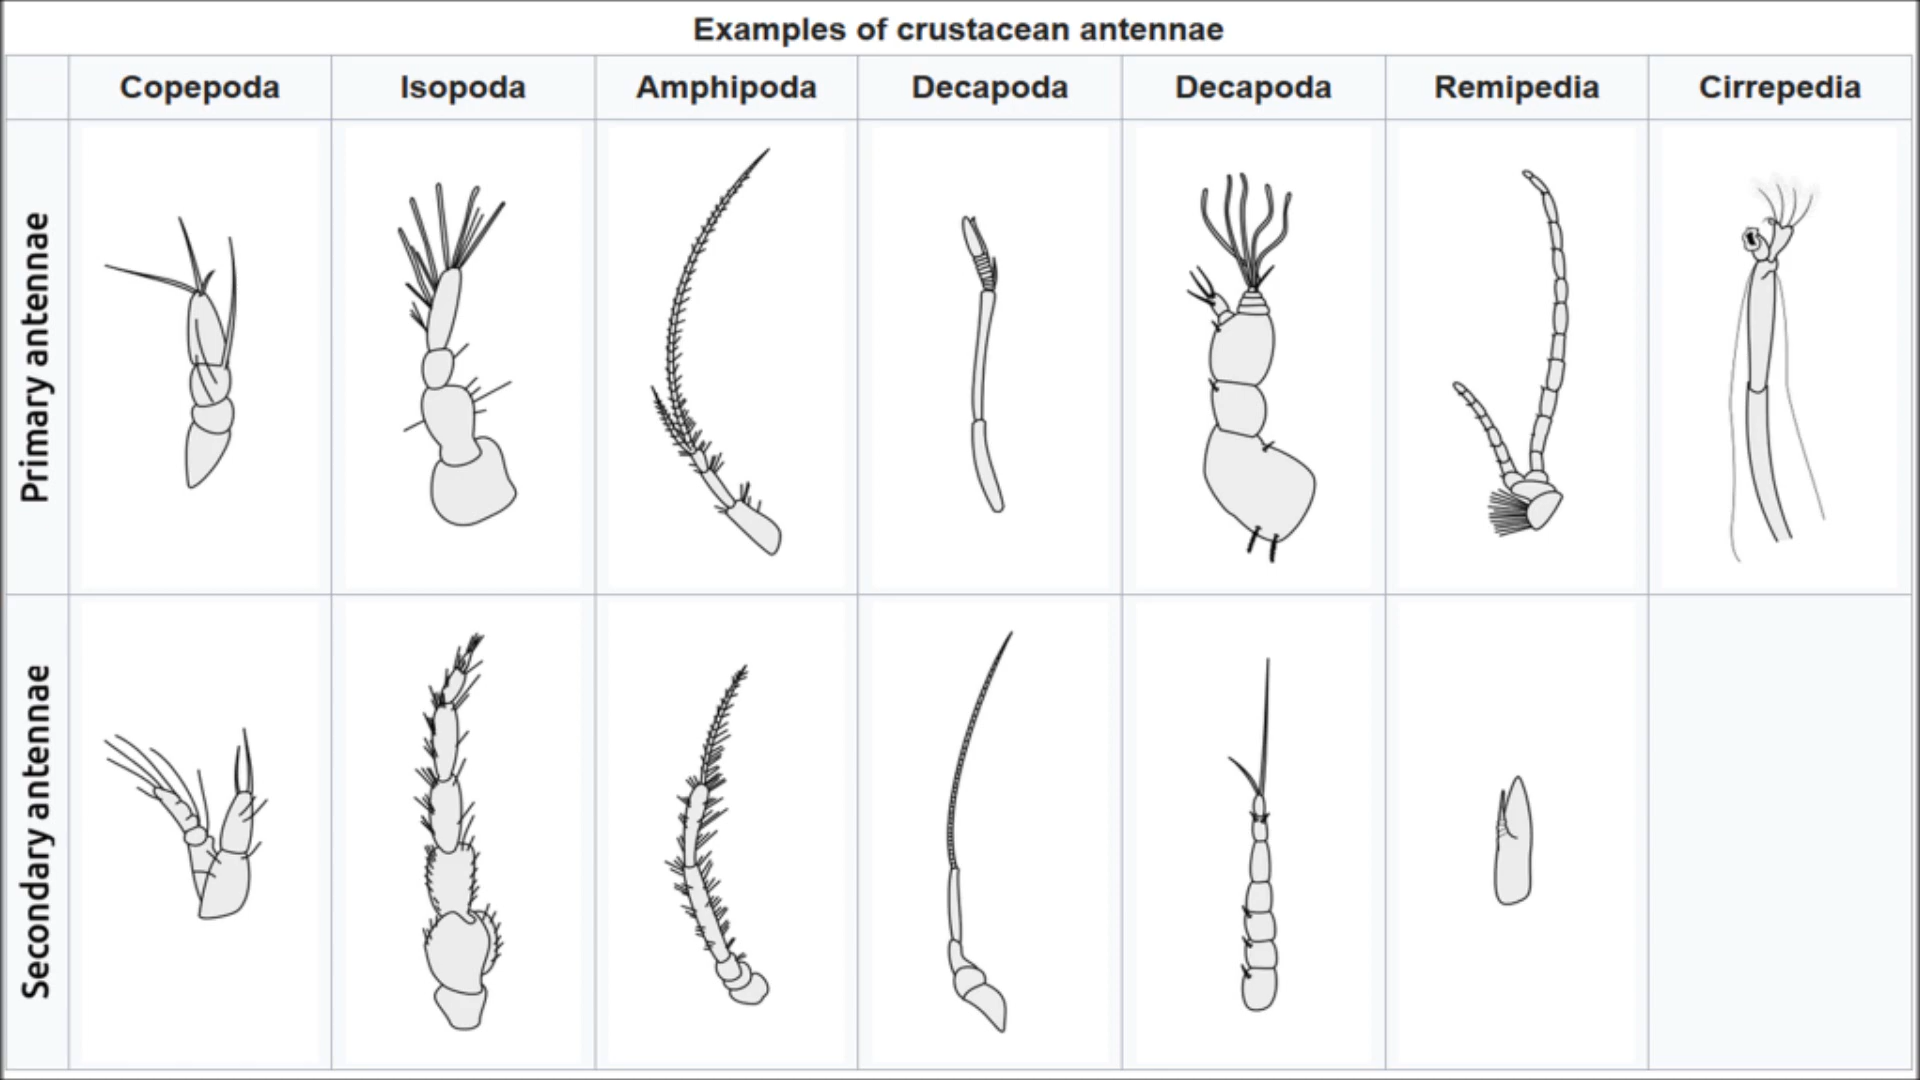 Examples of crustacean antennae
Copepoda Isopoda Amphipoda Decapoda Decapoda Remipedia Cirrepedia
Primary antennae
Secondary antennae